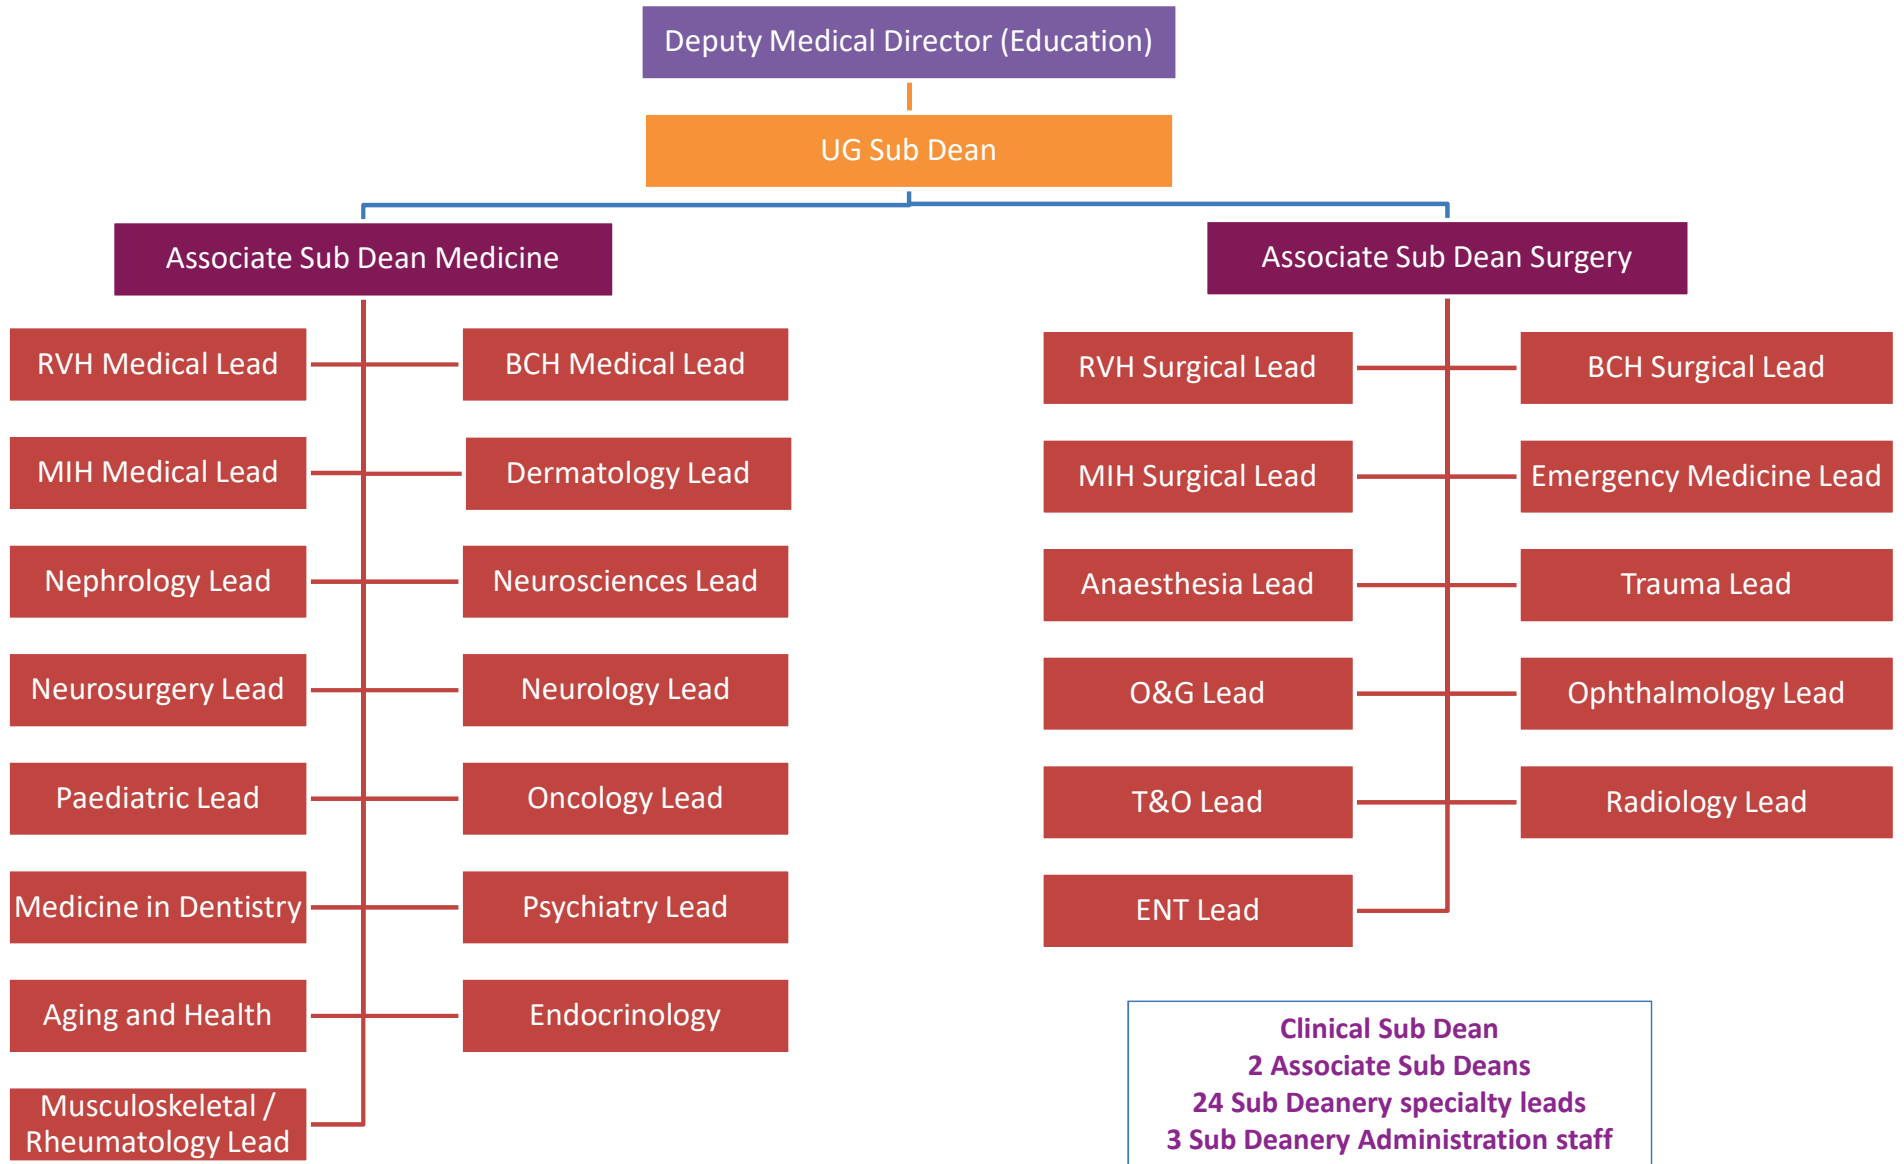 Deputy Medical Director (Education)
UG Sub Dean
Associate Sub Dean Medicine
Associate Sub Dean Surgery
RVH Medical Lead
BCH Medical Lead
MIH Medical Lead
Dermatology Lead
Nephrology Lead
Neurosciences Lead
Neurosurgery Lead
Neurology Lead
Paediatric Lead
Oncology Lead
Medicine in Dentistry
Psychiatry Lead
Aging and Health
Endocrinology
Musculoskeletal /
Rheumatology Lead
RVH Surgical Lead
BCH Surgical Lead
MIH Surgical Lead
Emergency Medicine Lead
Anaesthesia Lead
Trauma Lead
O&G Lead
Ophthalmology Lead
T&O Lead
Radiology Lead
ENT Lead
Clinical Sub Dean
2 Associate Sub Deans
24 Sub Deanery specialty leads
3 Sub Deanery Administration staff